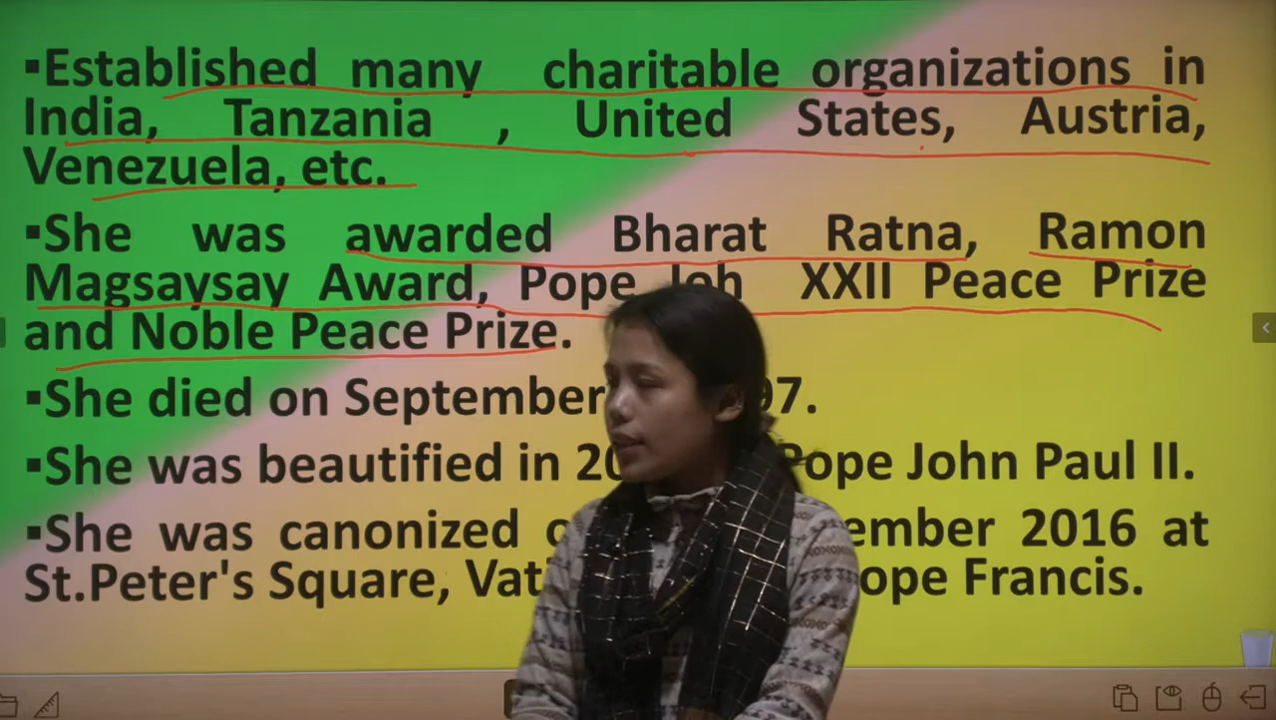 ▪Established many charitable organizations in
India, Tanzania , United States, Austria,
Venezuela, etc.
▪She was awarded Bharat Ratna, Ramon
Magsaysay Award, Pope Joh XXII Peace Prize
and Noble Peace Prize.
▪She died on September 97.
▪She was beautified in 20 Pope John Paul II.
▪She was canonized ember 2016 at
St.Peter's Square, Vat ope Francis.